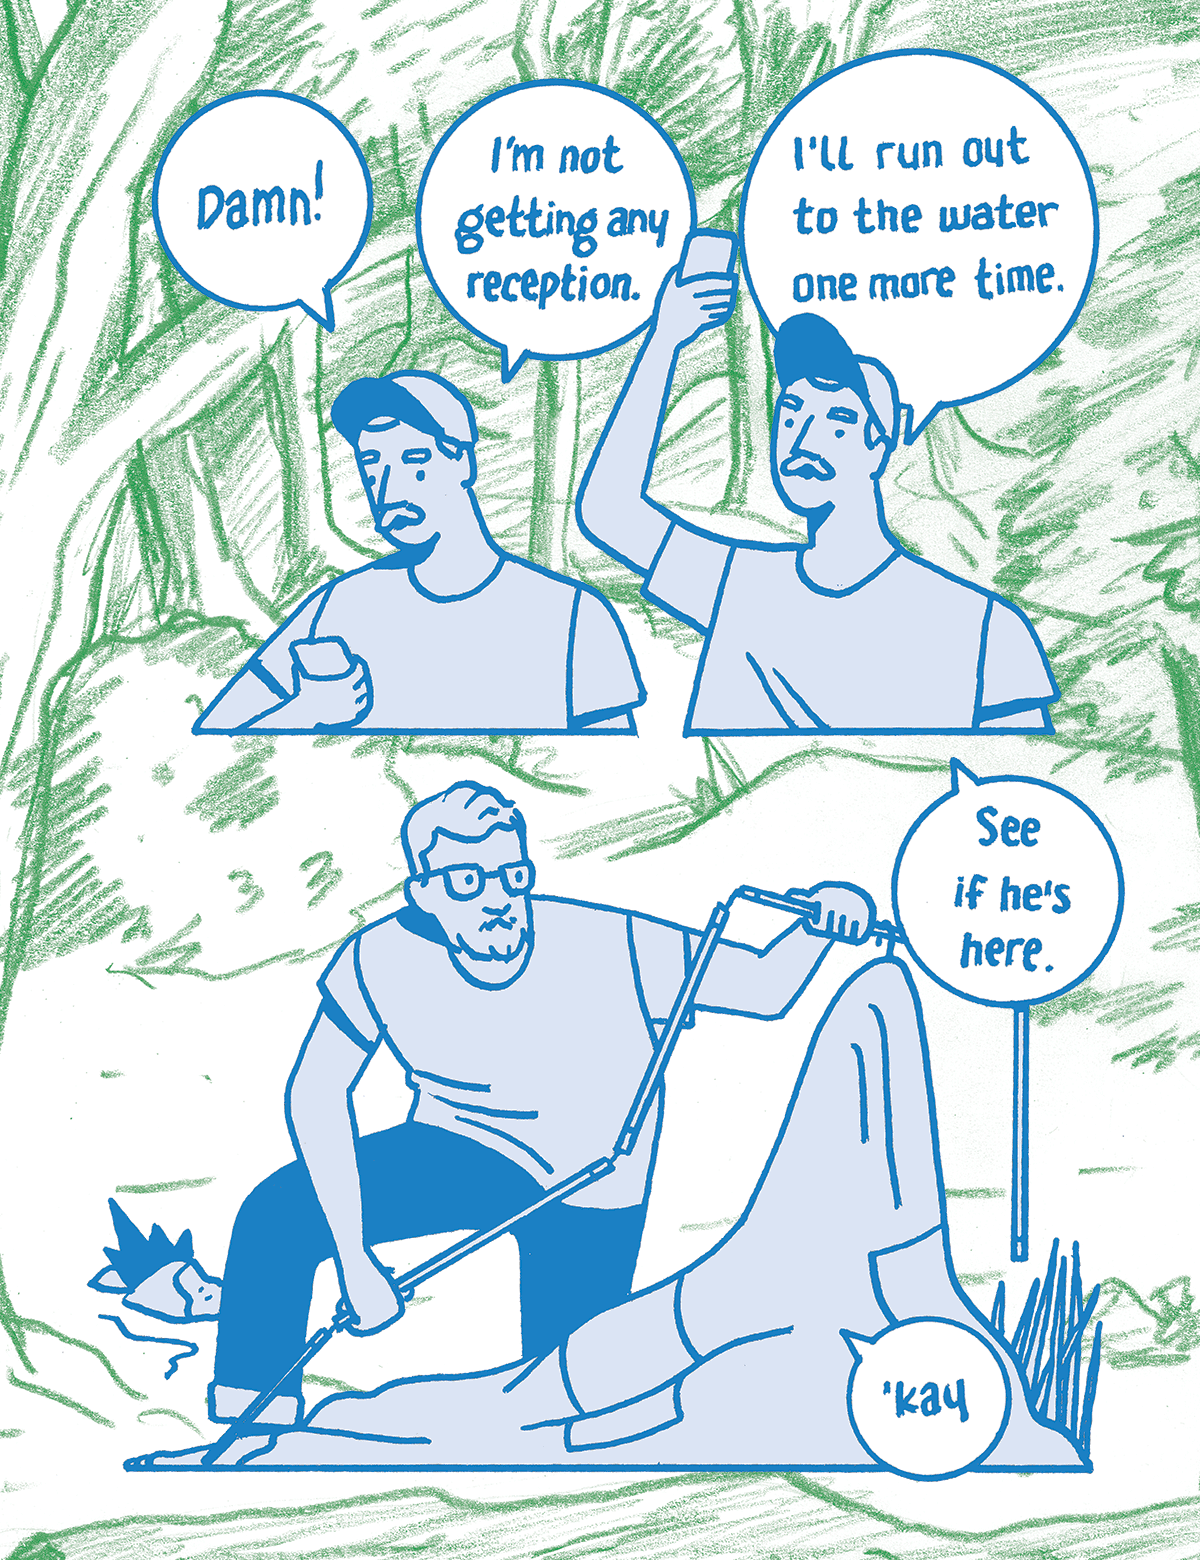 Damn!
I'm not
getting any
reception.
I'll run out
to the water
one more time.
See
if he's
here.
'kay